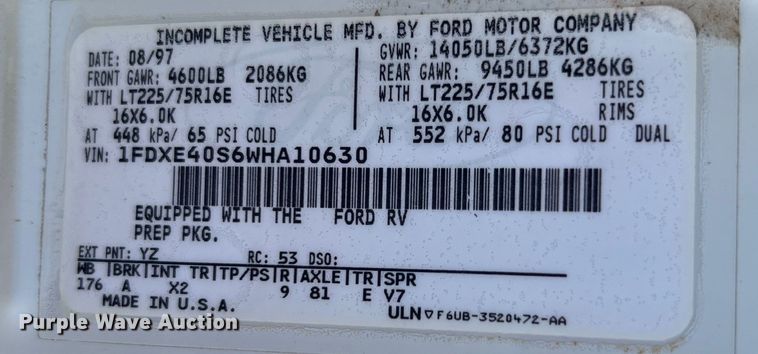 INCOMPLETE VEHICLE MFD. BY FORD MOTOR COMPANY
DATE: 08/97 GVWR: 14050LB/6372KG
FRONT GAWR: 4600LB 2086KG REAR GAWR: 9450LB 4286KG
WITH LT225/75R16E TIRES WITH LT225/75R16E TIRES
16X6.0K 16X6.0K RIMS
AT 448 kPa/ 65 PSI COLD AT 552 kPa/ 80 PSI COLD DUAL
VIN: 1FDXE40S6WHA10630
EQUIPPED WITH THE FORD RV
PREP PKG.
EXT PNT: YZ RC: 53 DSO:
WB |BRK|INT TR|TP/PS|R|AXLE|TR|SPR
176 A X2 9 81 E V7
MADE IN U.S.A. ULN ▽ F6UB-3520472-AA
Purple Wave Auction